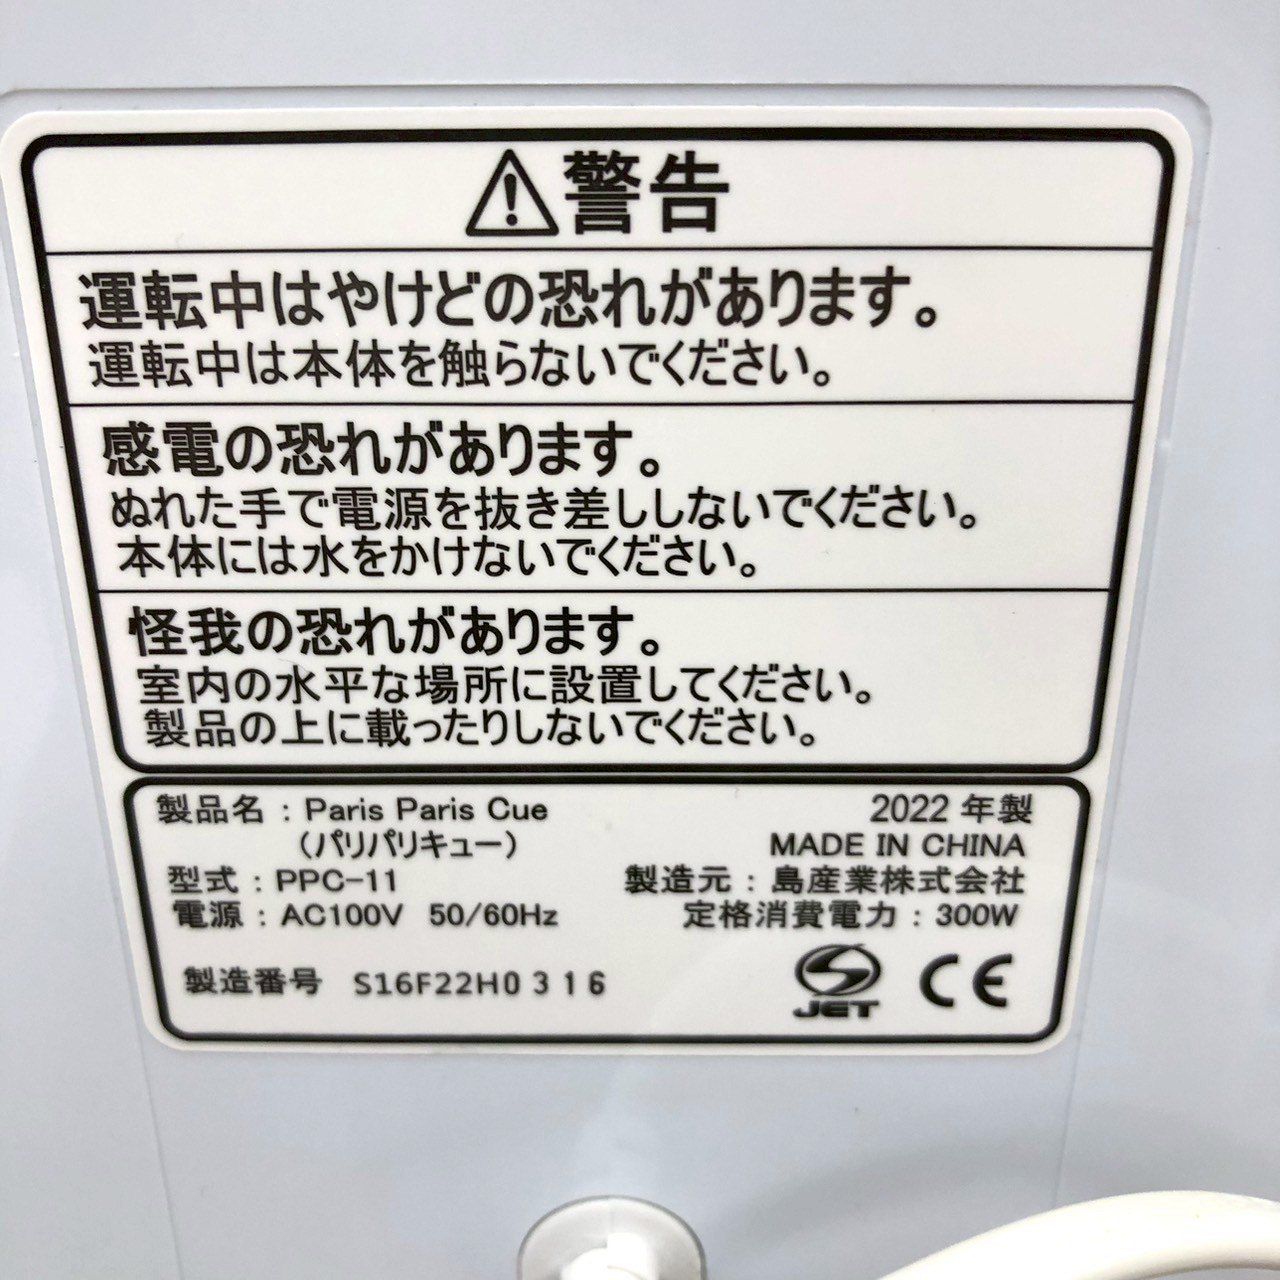 警告
運転中はやけどの恐れがあります。
運転中は本体を触らないでください。
感電の恐れがあります。
ぬれた手で電源を抜き差ししないでください。
本体には水をかけないでください。
怪我の恐れがあります。
室内の水平な場所に設置してください。
製品の上に載ったりしないでください。
製品名：Paris Paris Cue 2022 年製
（パリパリキュー） MADE IN CHINA
型式：PPC-11 製造元：島産業株式会社
電源：AC100V 50/60Hz 定格消費電力：300W
製造番号 S16F22H0316
JET CE